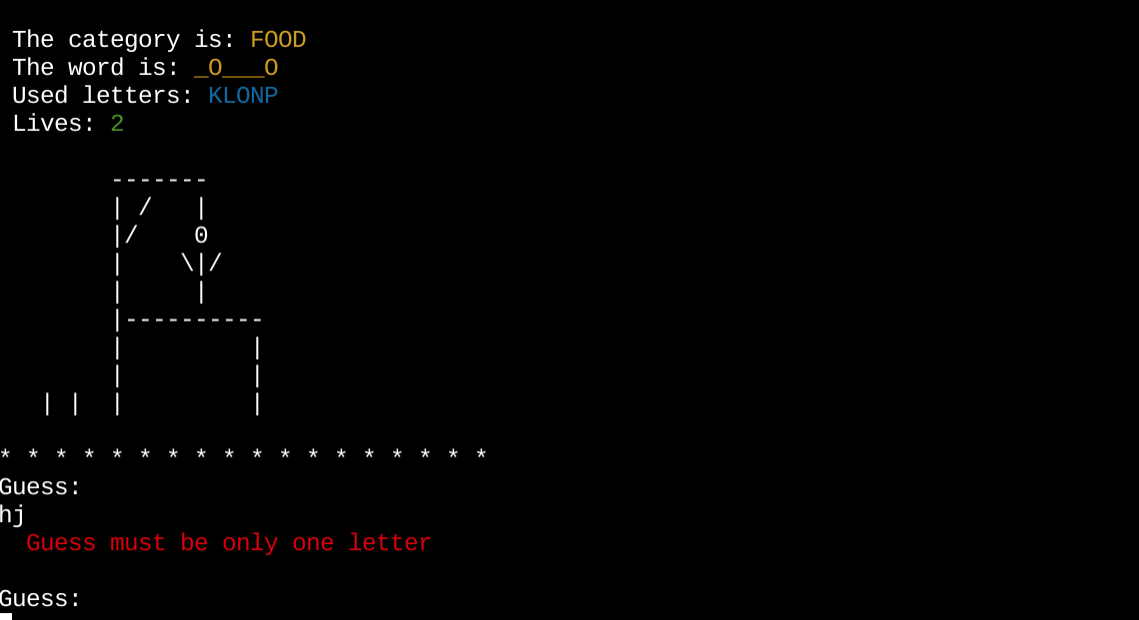 The category is: FOOD
The word is: _O___O
Used letters: KLONP
Lives: 2
-------
| /   |
|/    0
|    \|/
|     |
|----------
|         |
|         |
| |  |         |
* * * * * * * * * * * * * * * * * *
Guess:
hj
Guess must be only one letter
Guess: